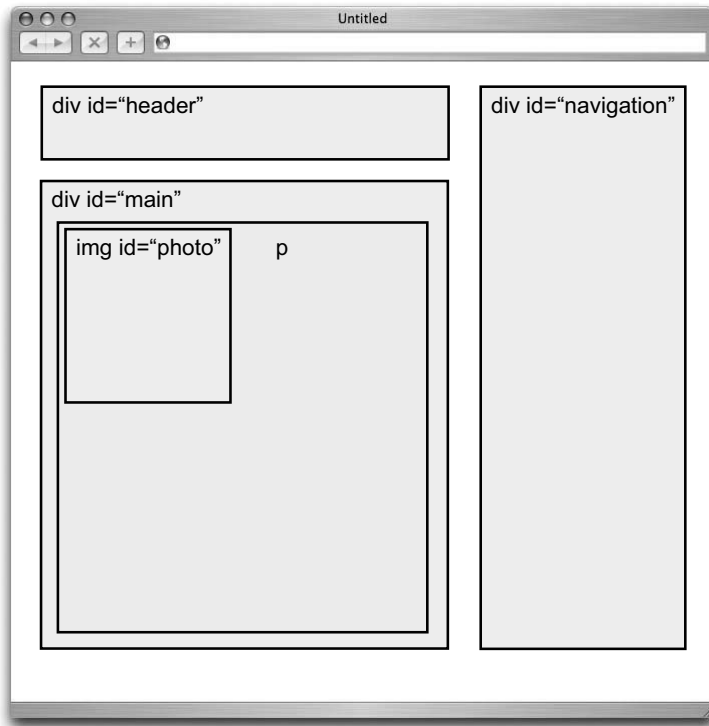 Untitled
div id=“header”
div id=“navigation”
div id=“main”
img id=“photo”
p